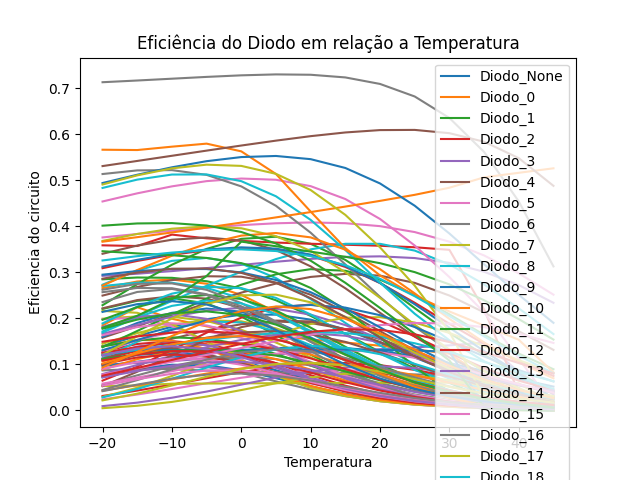 Eficiência do Diodo em relação a Temperatura
Eficiencia do circuito
0.7
0.6
0.5
0.4
0.3
0.2
0.1
0.0
−20
−10
0
10
20
30
40
Temperatura
Diodo_None
Diodo_0
Diodo_1
Diodo_2
Diodo_3
Diodo_4
Diodo_5
Diodo_6
Diodo_7
Diodo_8
Diodo_9
Diodo_10
Diodo_11
Diodo_12
Diodo_13
Diodo_14
Diodo_15
Diodo_16
Diodo_17
Diodo_18